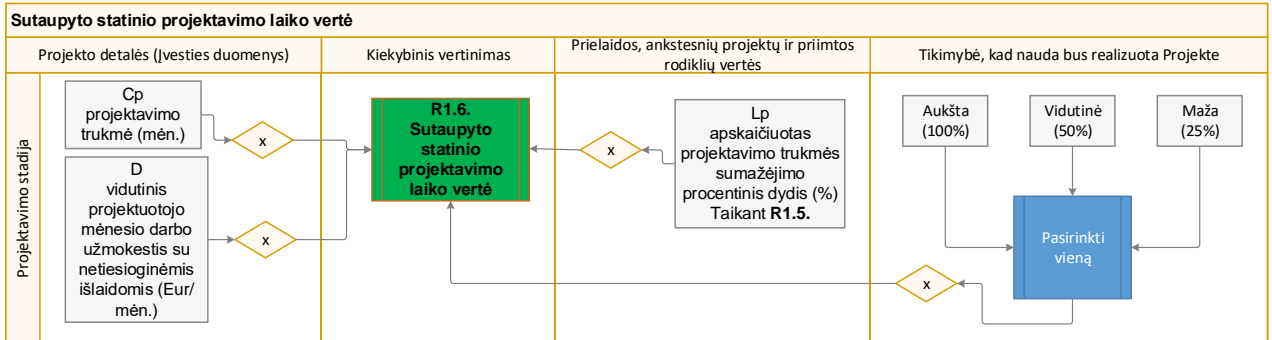 Sutaupyto statinio projektavimo laiko vertė
Projekto detalės (Įvesties duomenys)
Kiekybinis vertinimas
Prielaidos, ankstesnių projektų ir priimtos
rodiklių vertės
Tikimybė, kad nauda bus realizuota Projekte
Projektavimo stadija
Cp
projektavimo
trukmė (mėn.)
x
D
vidutinis
projektuotojo
mėnesio darbo
užmokestis su
netiesioginėmis
išlaidomis (Eur/
mėn.)
x
R1.6.
Sutaupyto
statinio
projektavimo
laiko vertė
x
Lp
apskaičiuotas
projektavimo trukmės
sumažėjimo
procentinis dydis (%)
Taikant R1.5.
Aukšta
(100%)
Vidutinė
(50%)
Maža
(25%)
Pasirinkti
vieną
x